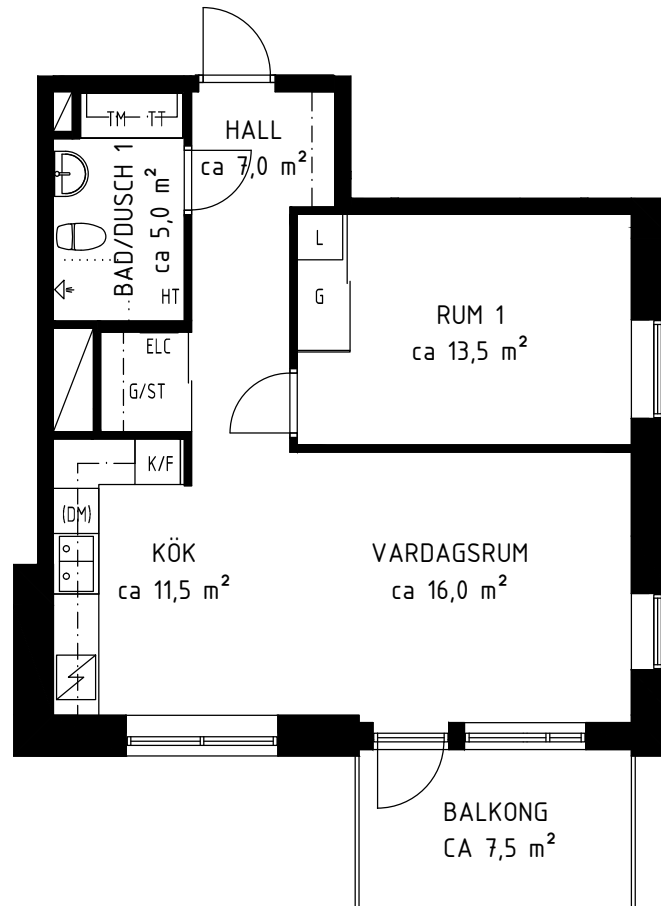 TM TT
HALL
ca 7,0 m²
BAD/DUSCH 1
ca 5,0 m²
HT
L
G
RUM 1
ca 13,5 m²
ELC
G/ST
K/F
(DM)
KÖK
ca 11,5 m²
VARDAGSRUM
ca 16,0 m²
BALKONG
CA 7,5 m²